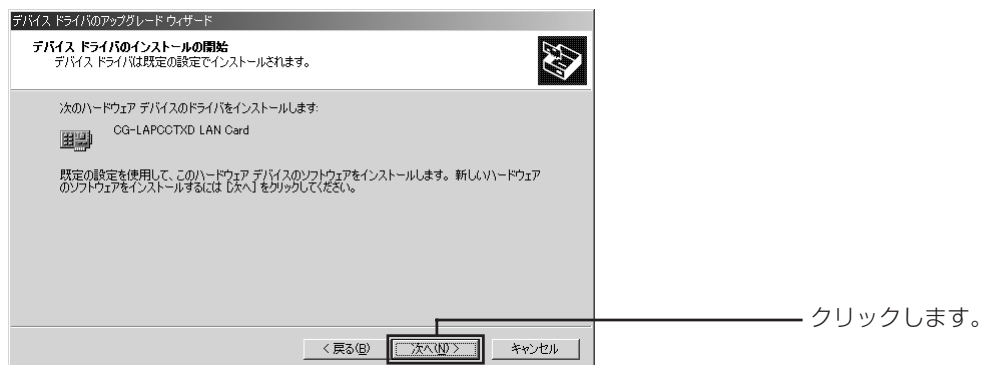 デバイス ドライバのアップグレード ウィザード
デバイス ドライバのインストールの開始
デバイス ドライバは既定の設定でインストールされます。
次のハードウェア デバイスのドライバをインストールします:
CG-LAPCCTXD LAN Card
既定の設定を使用して、このハードウェア デバイスのソフトウェアをインストールします。新しいハードウェア
のソフトウェアをインストールするには [次へ] をクリックしてください。
クリックします。
< 戻る(B) 次へ(N) > キャンセル